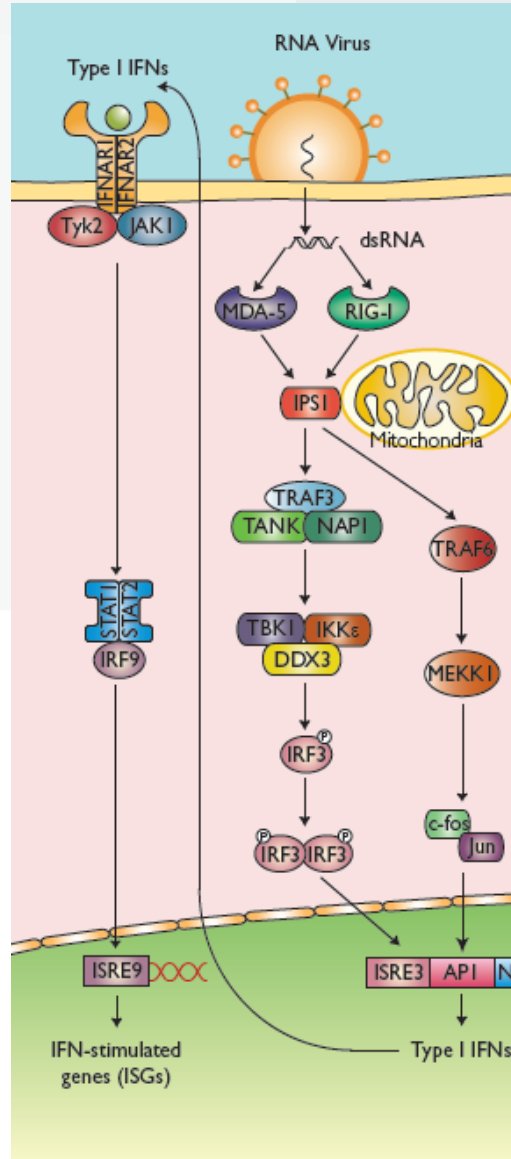 Type I IFNs
RNA Virus
IFNAR1
IFNAR2
Tyk2
JAK1
dsRNA
MDA-5
RIG-I
IPS1
Mitochondria
TRAF3
TANK
NAP1
TRAF6
STAT1
STAT2
IRF9
TBK1
IKKε
DDX3
MEKK1
P
IRF3
c-fos
Jun
P
P
IRF3
IRF3
ISRE9
ISRE3
AP1
N
IFN-stimulated
genes (ISGs)
Type I IFNs